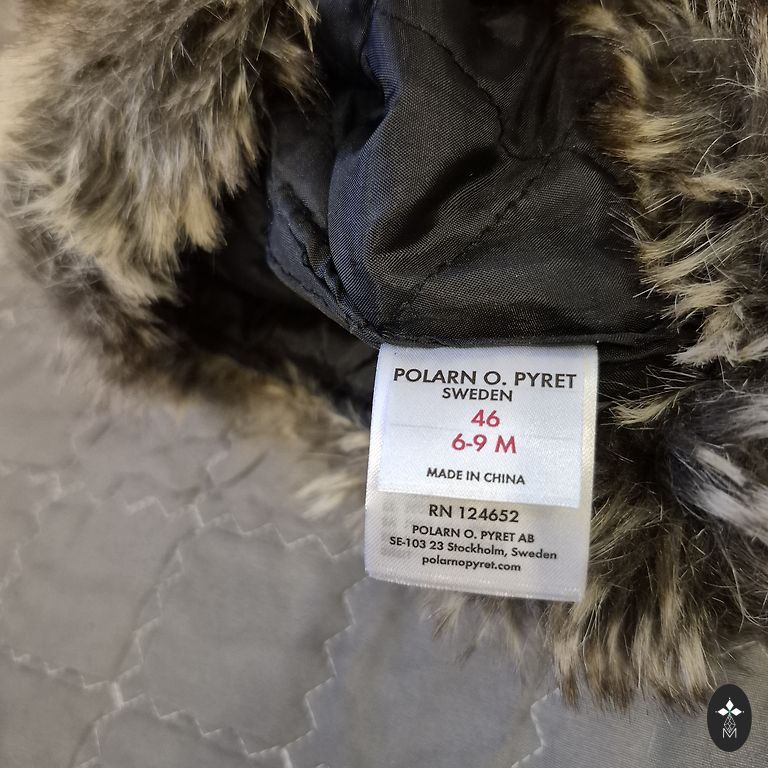 POLARN O. PYRET
SWEDEN
46
6-9 M
MADE IN CHINA
RN 124652
POLARN O. PYRET AB
SE-103 23 Stockholm, Sweden
polarnopyret.com
M